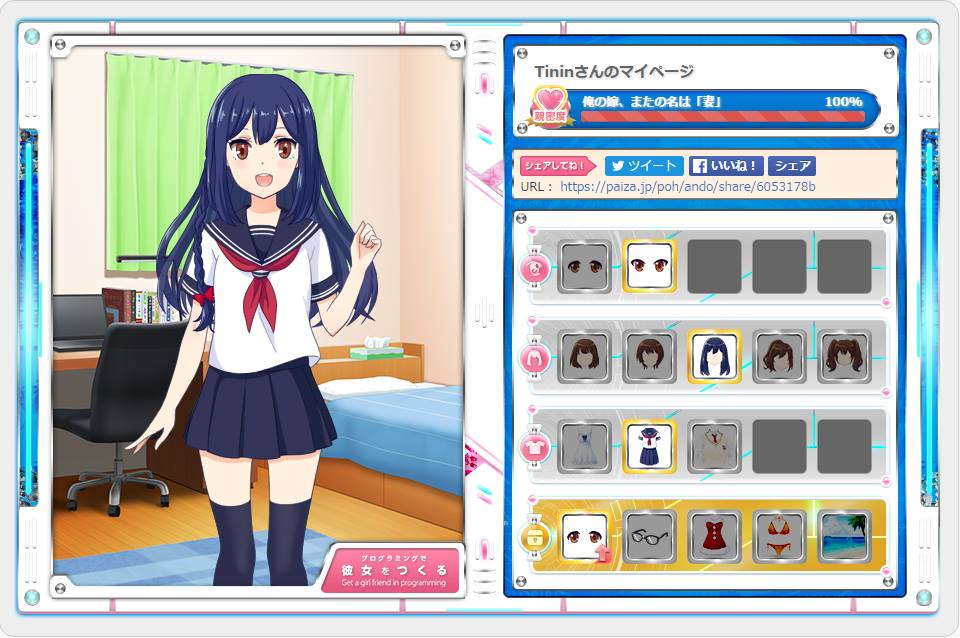 Tininさんのマイページ
親密度
俺の嫁、またの名は「妻」 100%
シェアしてね！ ツイート いいね！ シェア
URL： https://paiza.jp/poh/ando/share/6053178b
プログラミングで
彼女をつくる
Get a girl friend in programming